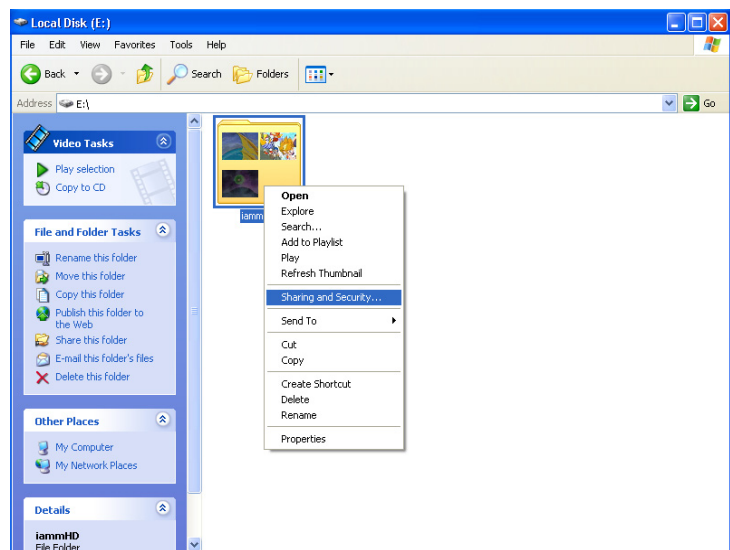 Local Disk (E:)
File Edit View Favorites Tools Help
Back Search Folders
Address E:\ Go
Video Tasks
Play selection
Copy to CD
File and Folder Tasks
Rename this folder
Move this folder
Copy this folder
Publish this folder to
the Web
Share this folder
E-mail this folder's files
Delete this folder
Other Places
My Computer
My Network Places
Details
iammHD
File Folder
iamm
Open
Explore
Search...
Add to Playlist
Play
Refresh Thumbnail
Sharing and Security...
Send To
Cut
Copy
Create Shortcut
Delete
Rename
Properties